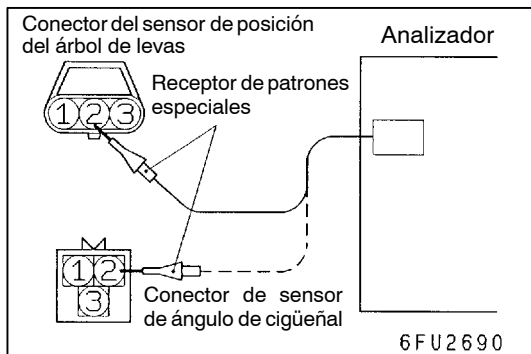 Conector del sensor de posición
del árbol de levas
Analizador
Receptor de patrones
especiales
1 2 3
1 2
3
Conector de sensor
de ángulo de cigüeñal
6FU2690